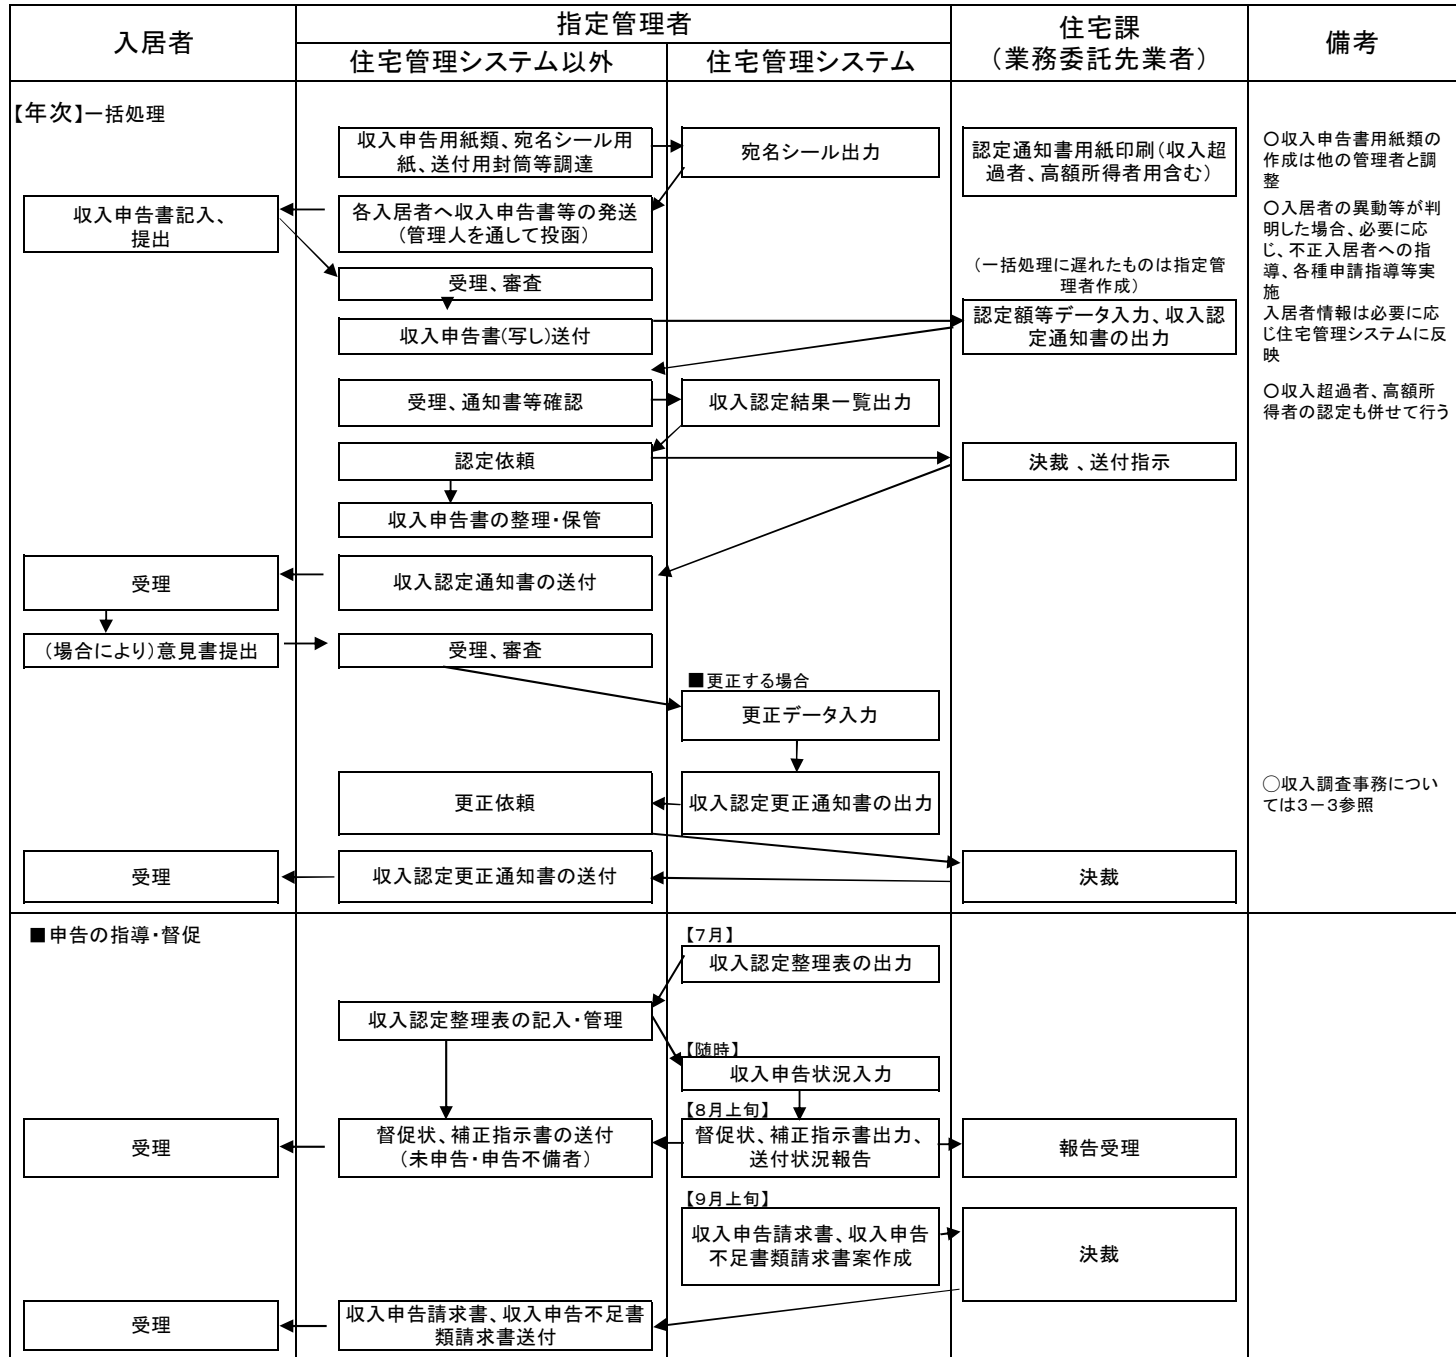 入居者
指定管理者
住宅管理システム以外
住宅管理システム
住宅課
（業務委託先業者）
備考
【年次】一括処理
収入申告用紙類、宛名シール用
紙、送付用封筒等調達
宛名シール出力
認定通知書用紙印刷（収入超
過者、高額所得者用含む）
○収入申告書用紙類の
作成は他の管理者と調
整
収入申告書記入、
提出
各入居者へ収入申告書等の発送
（管理人を通して投函）
○入居者の異動等が判
明した場合、必要に応
じ、不正入居者への指
導、各種申請指導等実
施
入居者情報は必要に応
じ住宅管理システムに反
映
受理、審査
（一括処理に遅れたものは指定管
理者作成）
収入申告書(写し)送付
認定額等データ入力、収入認
定通知書の出力
受理、通知書等確認
収入認定結果一覧出力
○収入超過者、高額所
得者の認定も併せて行う
認定依頼
決裁 、送付指示
収入申告書の整理・保管
受理
収入認定通知書の送付
（場合により）意見書提出
受理、審査
■更正する場合
更正データ入力
更正依頼
収入認定更正通知書の出力
○収入調査事務につい
ては3－3参照
受理
収入認定更正通知書の送付
決裁
■申告の指導・督促
【7月】
収入認定整理表の出力
収入認定整理表の記入・管理
【随時】
収入申告状況入力
【8月上旬】
受理
督促状、補正指示書の送付
（未申告・申告不備者）
督促状、補正指示書出力、
送付状況報告
報告受理
【9月上旬】
収入申告請求書、収入申告
不足書類請求書案作成
決裁
受理
収入申告請求書、収入申告不足書
類請求書送付